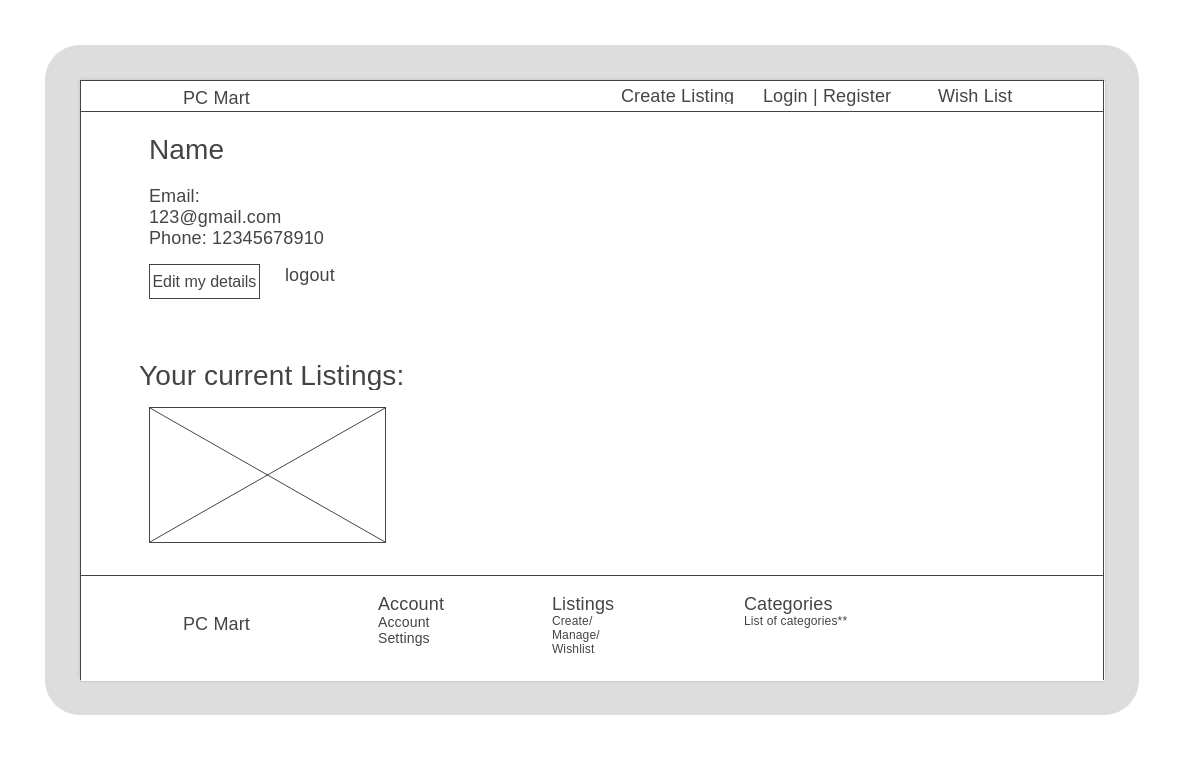 PC Mart
Create Listing
Login | Register
Wish List
Name
Email:
123@gmail.com
Phone: 12345678910
Edit my details
logout
Your current Listings:
PC Mart
Account
Account
Settings
Listings
Create/
Manage/
Wishlist
Categories
List of categories**